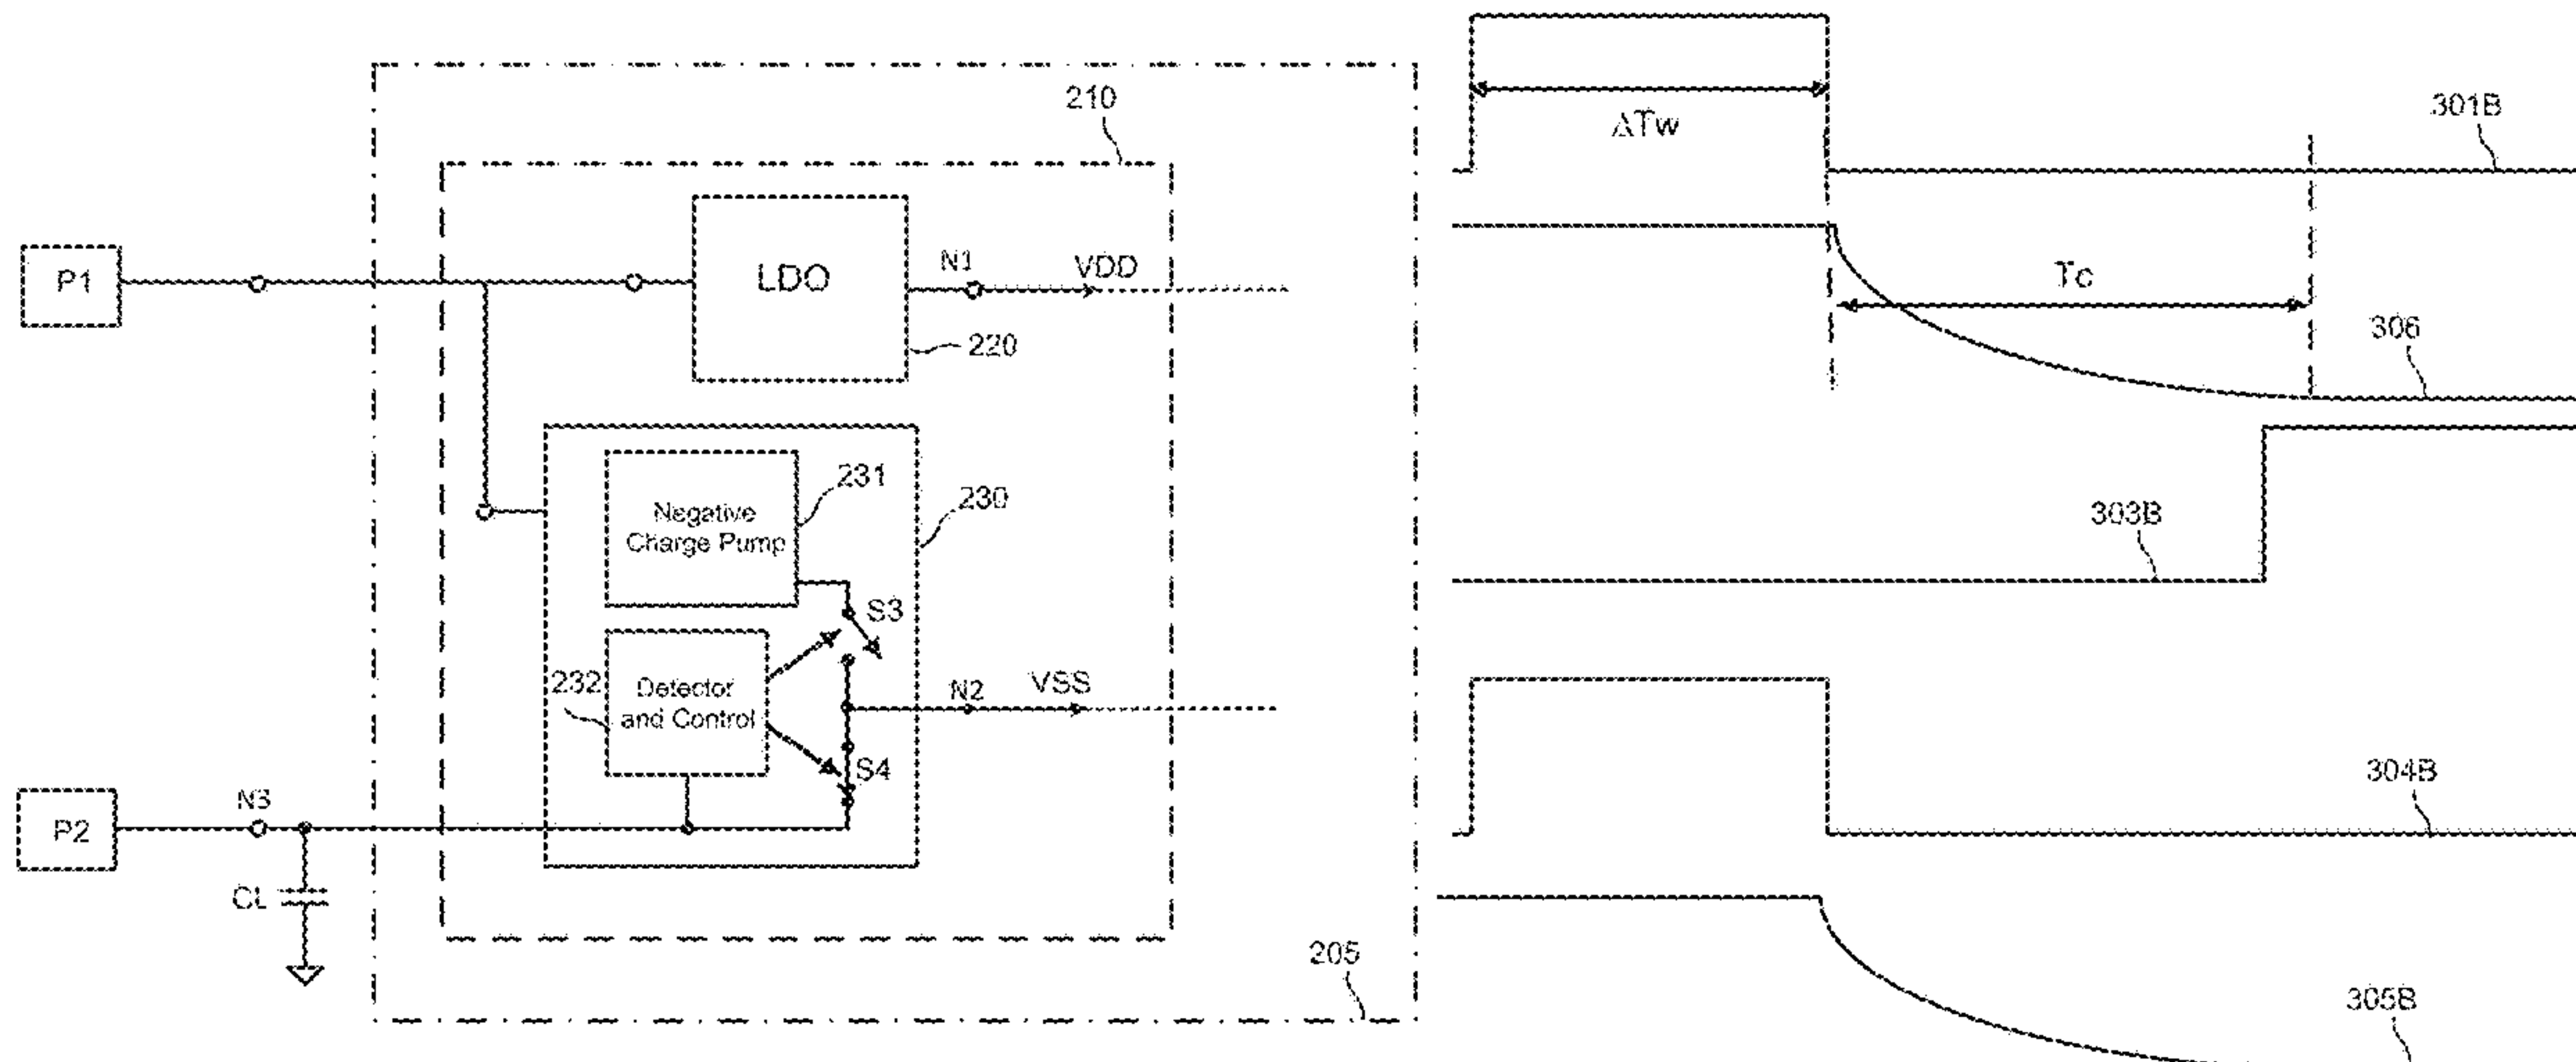 210
P1
LDO
N1
VDD
220
Negative
Charge Pump
231
230
S3
232
Detector
and Control
N2
VSS
S4
P2
N3
CL
205
ΔTw
301B
Tc
306
303B
304B
305B